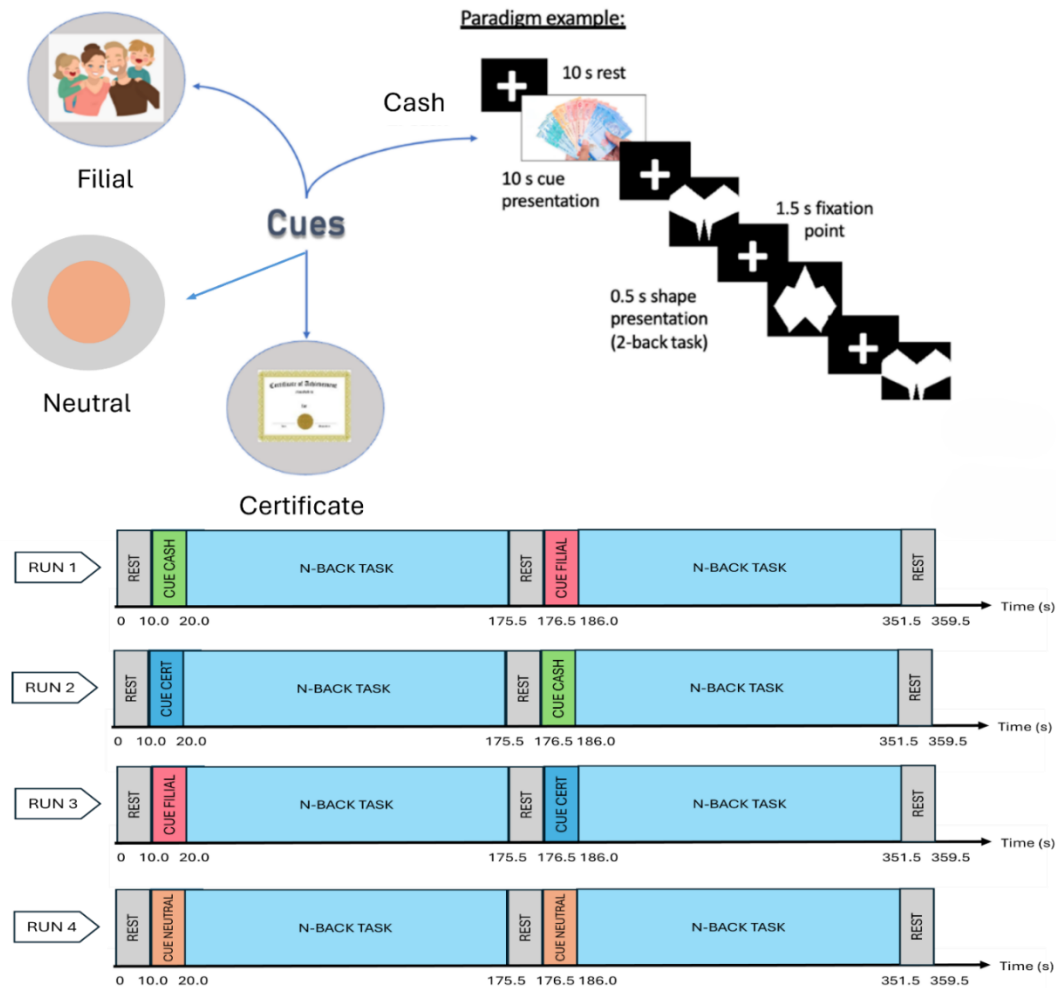 Paradigm example:
10 s rest
Cash
Filial
10 s cue
presentation
1.5 s fixation
point
Cues
0.5 s shape
presentation
(2-back task)
Neutral
Certificate of Achievement
Certificate
RUN 1
REST
CUE CASH
N-BACK TASK
REST
CUE FILIAL
N-BACK TASK
REST
Time (s)
0 10.0 20.0 175.5 176.5 186.0 351.5 359.5
RUN 2
REST
CUE CERT
N-BACK TASK
REST
CUE CASH
N-BACK TASK
REST
Time (s)
0 10.0 20.0 175.5 176.5 186.0 351.5 359.5
RUN 3
REST
CUE FILIAL
N-BACK TASK
REST
CUE CERT
N-BACK TASK
REST
Time (s)
0 10.0 20.0 175.5 176.5 186.0 351.5 359.5
RUN 4
REST
CUE NEUTRAL
N-BACK TASK
REST
CUE NEUTRAL
N-BACK TASK
REST
Time (s)
0 10.0 20.0 175.5 176.5 186.0 351.5 359.5